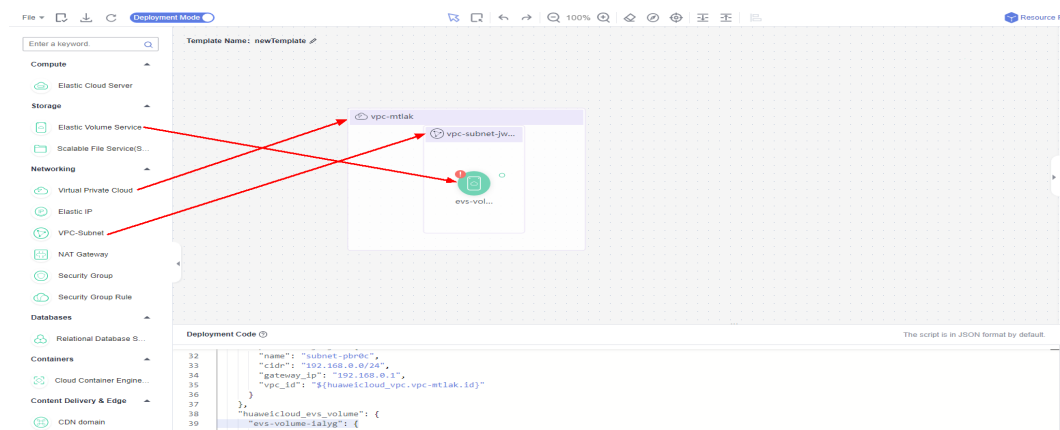 File
Deployment Mode
100%
Resource
Enter a keyword.
Template Name: newTemplate
Compute
Elastic Cloud Server
Storage
Elastic Volume Service
Scalable File Service(S...
Networking
Virtual Private Cloud
Elastic IP
VPC-Subnet
NAT Gateway
Security Group
Security Group Rule
Databases
Relational Database S...
Containers
Cloud Container Engine...
Content Delivery & Edge
CDN domain
vpc-mtlak
vpc-subnet-jw...
evs-vol...
Deployment Code
The script is in JSON format by default.
32 "name": "subnet-pbr0c",
33 "cidr": "192.168.0.0/24",
34 "gateway_ip": "192.168.0.1",
35 "vpc_id": "${huaweicloud_vpc.vpc-mtlak.id}"
36 }
37 },
38 "huaweicloud_evs_volume": {
39 "evs-volume-ialyg": {